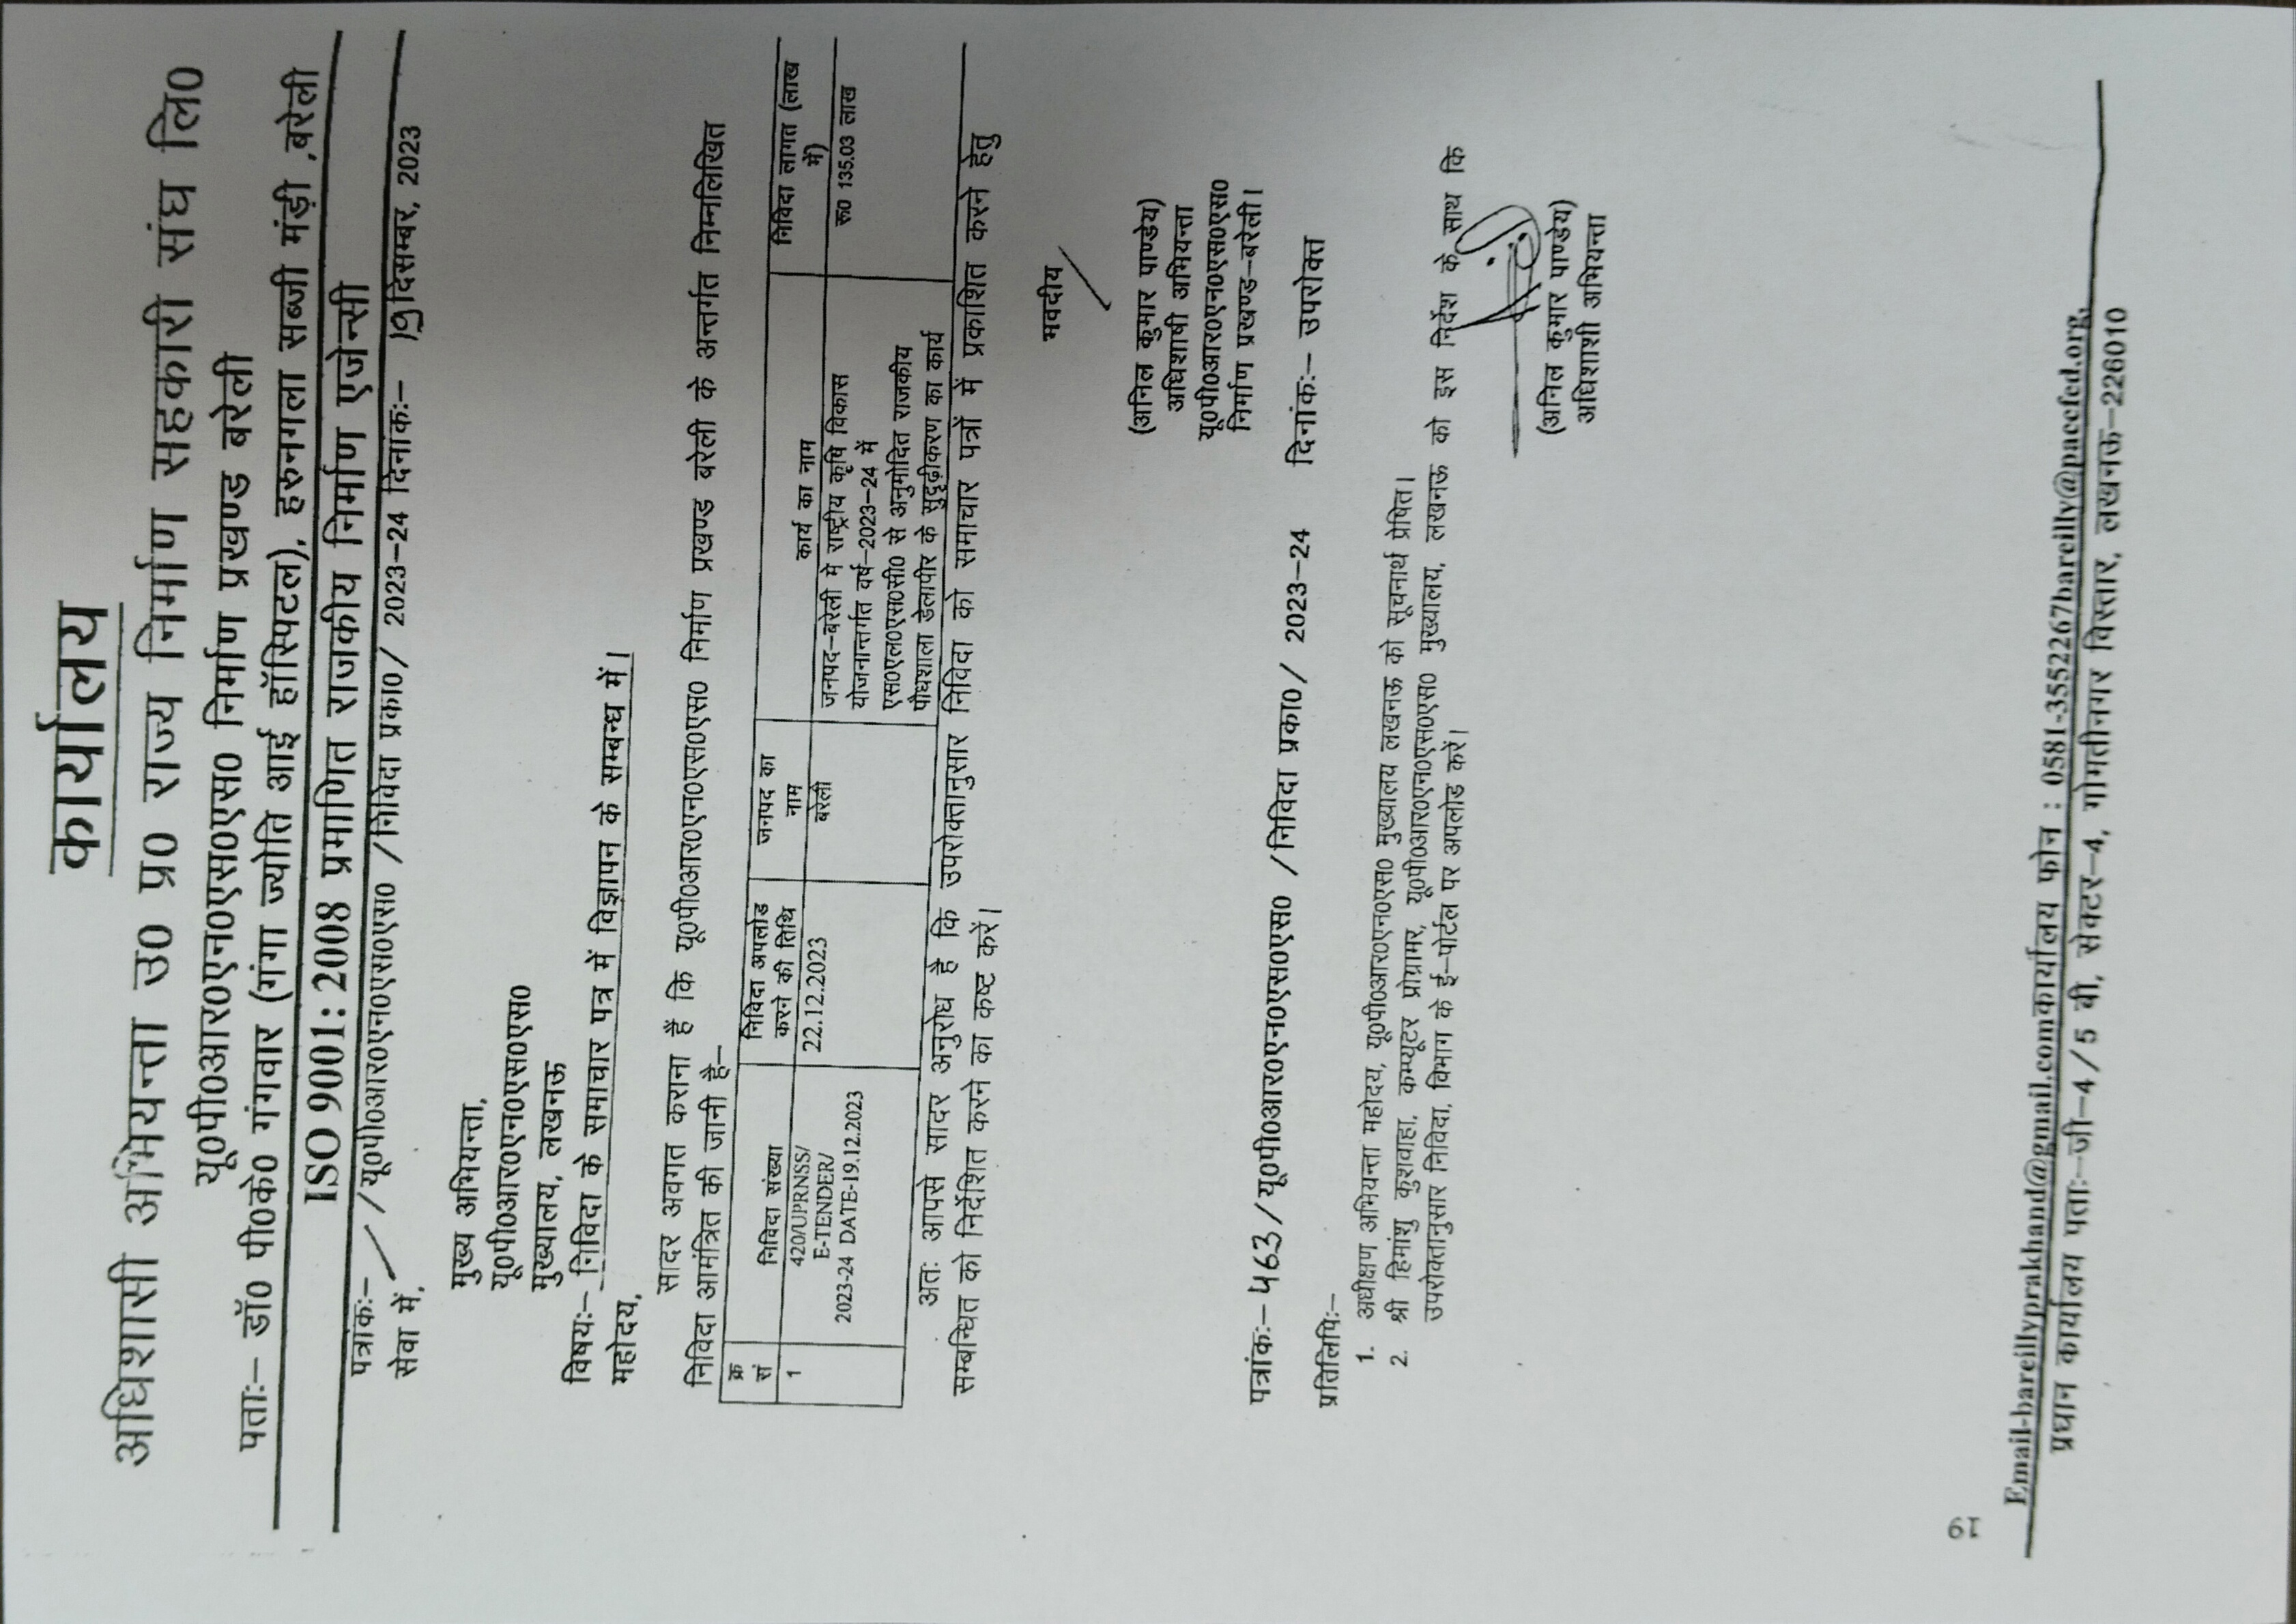 कार्यालय
अधिशासी अभियन्ता उ0 प्र0 राज्य निर्माण सहकारी संघ लि0
यू0पी0आर0एन0एस0एस0 निर्माण प्रखण्ड बरेली
पताः– डॉ0 पी0के0 गंगवार (गंगा ज्योति आई हॉस्पिटल), हरुनगला सब्जी मंड़ी ,बरेली
ISO 9001: 2008 प्रमाणित राजकीय निर्माण एजेन्सी
पत्रांकः– / /यू0पी0आर0एन0एस0एस0 /निविदा प्रका0/ 2023–24 दिनांकः– 19 दिसम्बर, 2023
सेवा में,
मुख्य अभियन्ता,
यू0पी0आर0एन0एस0एस0
मुख्यालय, लखनऊ
विषयः– निविदा के समाचार पत्र में विज्ञापन के सम्बन्ध में।
महोदय,
सादर अवगत कराना हैं कि यू0पी0आर0एन0एस0एस0 निर्माण प्रखण्ड बरेली के अन्तर्गत निम्नलिखित
निविदा आमंत्रित की जानी है–
क्र सं निविदा संख्या निविदा अपलोड करने की तिथि जनपद का नाम कार्य का नाम निविदा लागत (लाख में)
1 420/UPRNSS/ 22.12.2023 बरेली जनपद–बरेली मे राष्ट्रीय कृषि विकास रू0 135.03 लाख
E-TENDER/ योजनान्तर्गत वर्ष–2023–24 में
2023-24 DATE-19.12.2023 एस0एल0एस0सी0 से अनुमोदित राजकीय
पौधशाला डेलापीर के सुदृढ़ीकरण का कार्य
अतः आपसे सादर अनुरोध है कि उपरोक्तानुसार निविदा को समाचार पत्रों में प्रकाशित करने हेतु
सम्बन्धित को निर्देशित करने का कष्ट करें।
भवदीय
(अनिल कुमार पाण्डेय)
अधिशाषी अभियन्ता
यू0पी0आर0एन0एस0एस0
निर्माण प्रखण्ड–बरेली।
पत्रांकः– 463/यू0पी0आर0एन0एस0एस0 /निविदा प्रका0/ 2023–24 दिनांकः– उपरोक्त
प्रतिलिपिः–
1. अधीक्षण अभियन्ता महोदय, यू0पी0आर0एन0एस0 मुख्यालय लखनऊ को सूचनार्थ प्रेषित।
2. श्री हिमांशु कुशवाहा, कम्प्यूटर प्रोग्रामर, यू0पी0आर0एन0एस0एस0 मुख्यालय, लखनऊ को इस निर्देश के साथ कि
उपरोक्तानुसार निविदा, विभाग के ई–पोर्टल पर अपलोड करें।
(अनिल कुमार पाण्डेय)
अधिशाशी अभियन्ता
19
Email-bareillyprakhand@gmail.comकार्यालय फोन : 0581-3552267bareilly@paccfed.org,
प्रधान कार्यालय पताः–जी–4/5 बी, सेक्टर–4, गोमतीनगर विस्तार, लखनऊ–226010